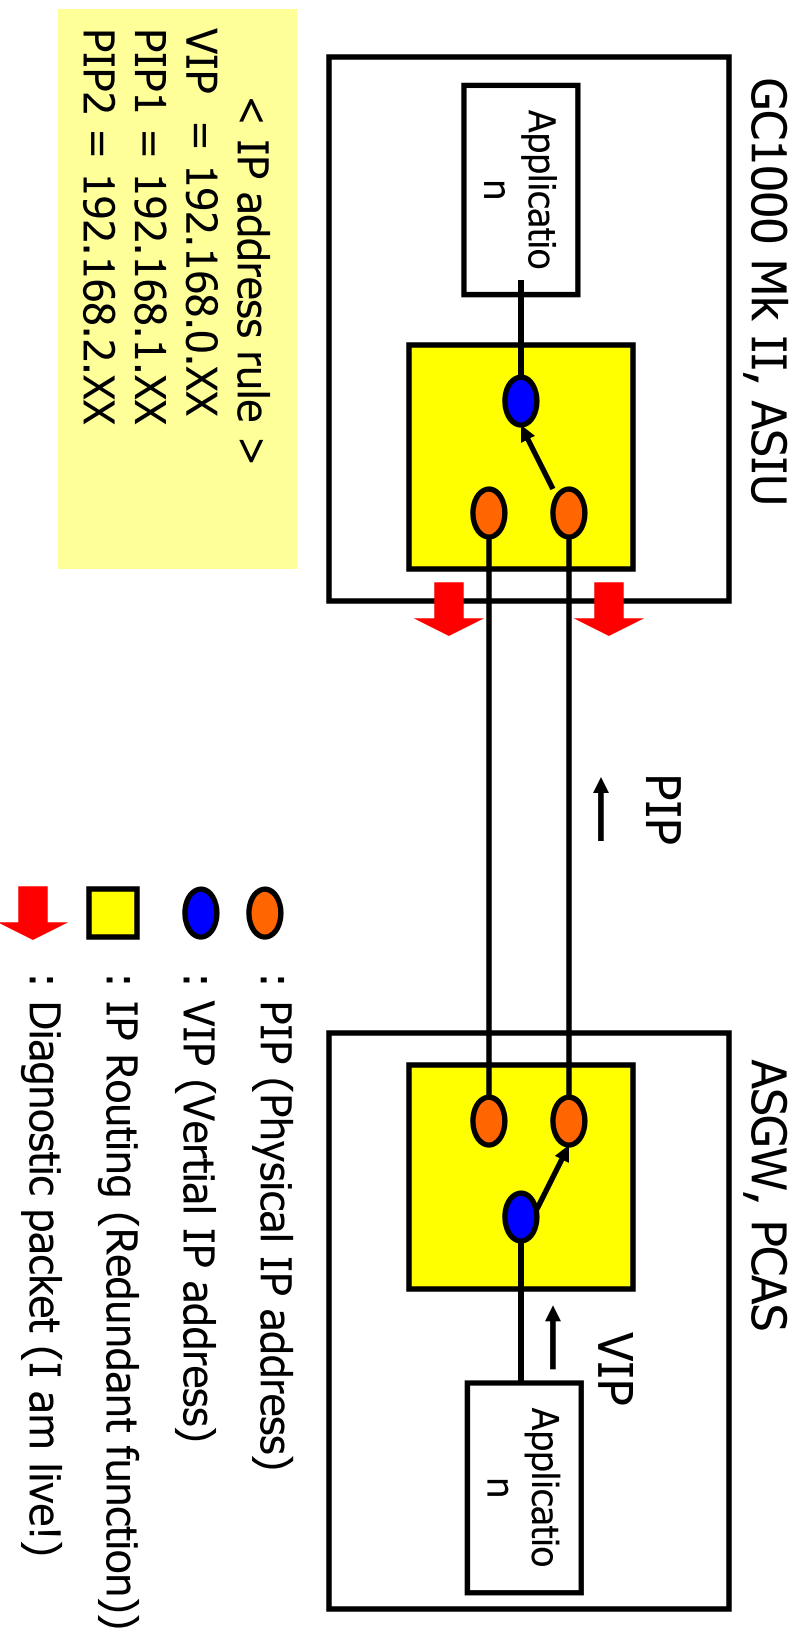 GC1000 Mk II, ASIU
ASGW, PCAS
Applicatio
n
PIP
VIP
Applicatio
n
< IP address rule >
VIP = 192.168.0.XX
PIP1 = 192.168.1.XX
PIP2 = 192.168.2.XX
: PIP (Physical IP address)
: VIP (Vertial IP address)
: IP Routing (Redundant function))
: Diagnostic packet (I am live!)